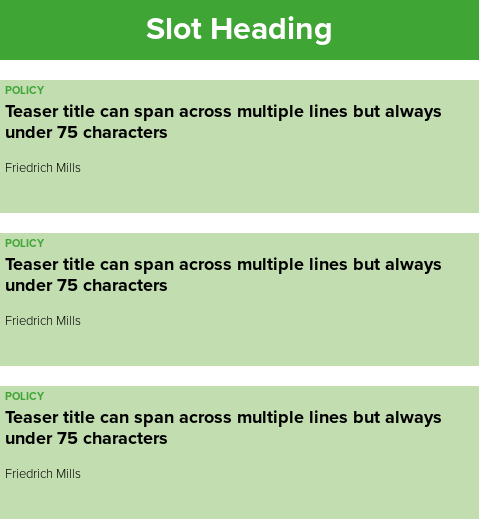 Slot Heading
POLICY
Teaser title can span across multiple lines but always
under 75 characters
Friedrich Mills
POLICY
Teaser title can span across multiple lines but always
under 75 characters
Friedrich Mills
POLICY
Teaser title can span across multiple lines but always
under 75 characters
Friedrich Mills